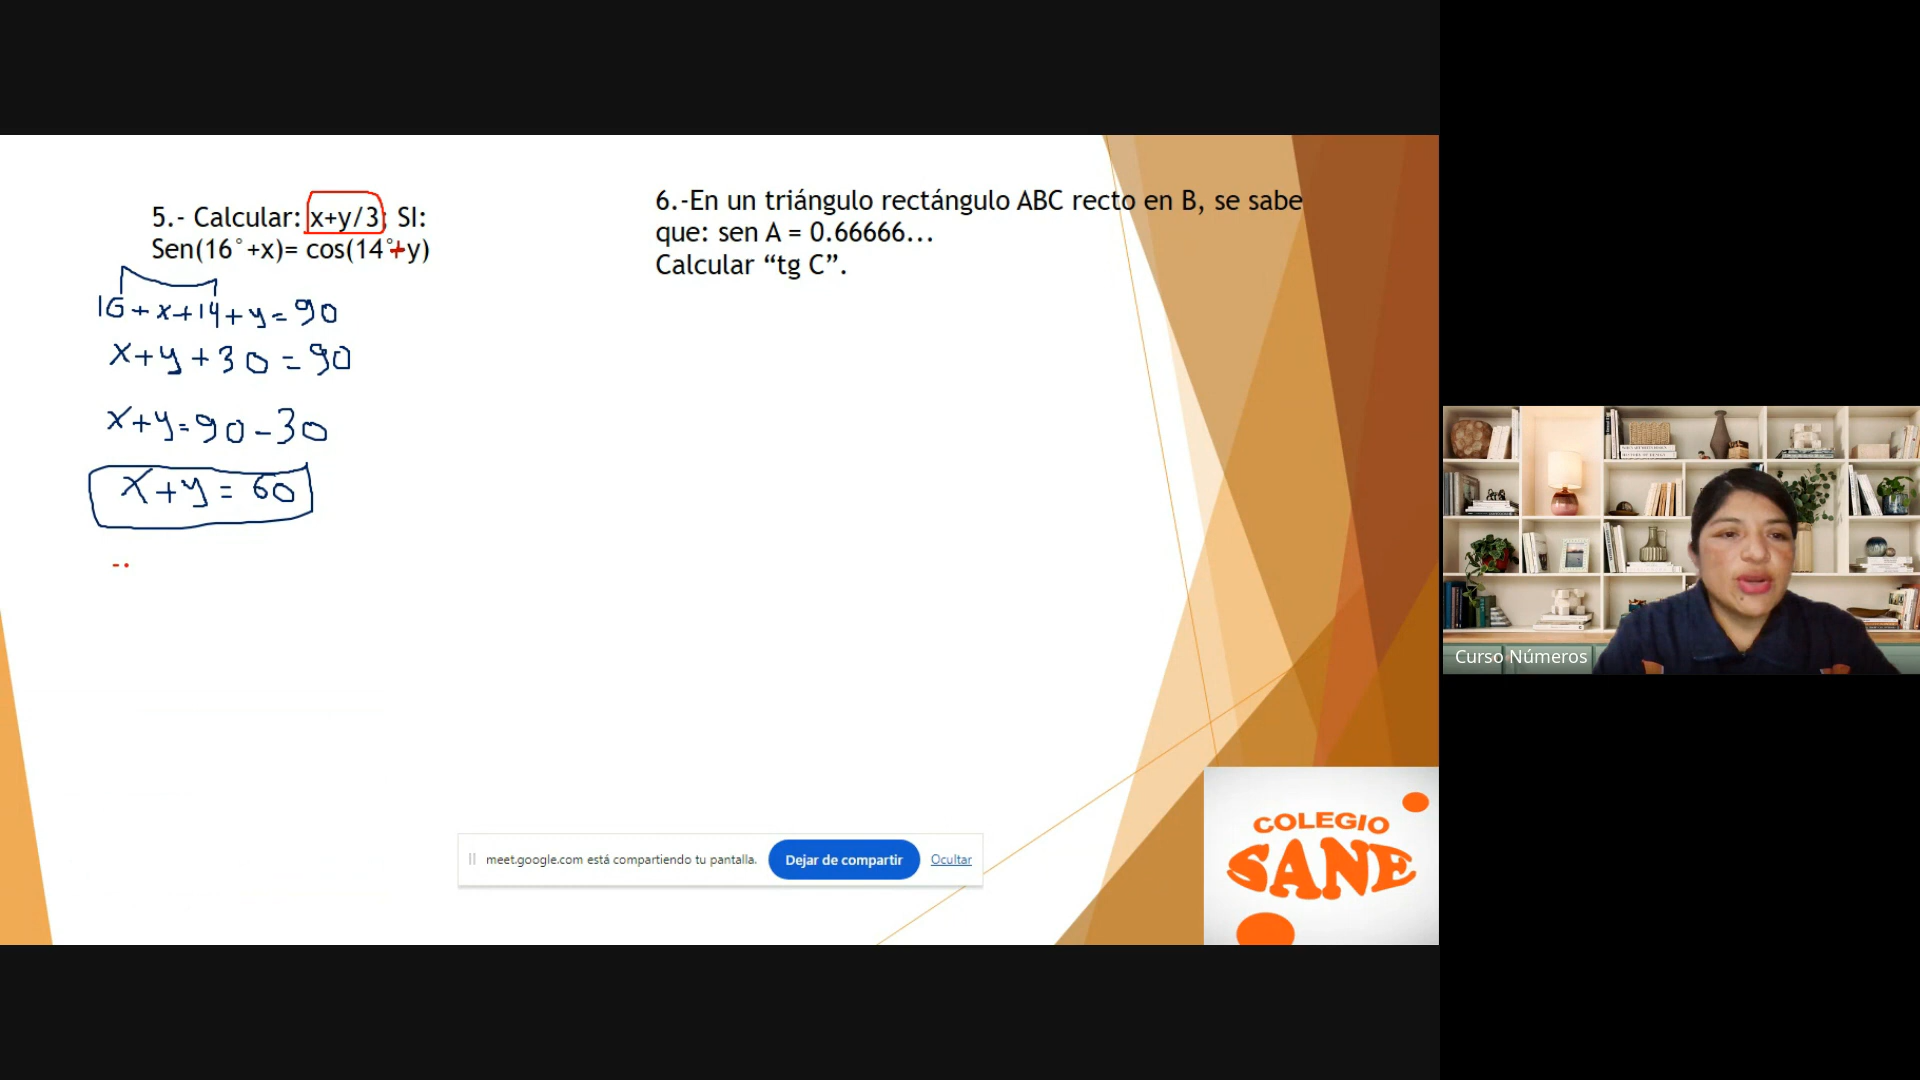 5.- Calcular: x+y/3; SI:
Sen(16°+x)= cos(14°+y)
16+x+14+y=90
x+y+30=90
x+y=90-30
x+y=60
6.-En un triángulo rectángulo ABC recto en B, se sabe
que: sen A = 0.66666...
Calcular “tg C”.
meet.google.com está compartiendo tu pantalla.
Dejar de compartir
Ocultar
COLEGIO
SANE
Curso Números